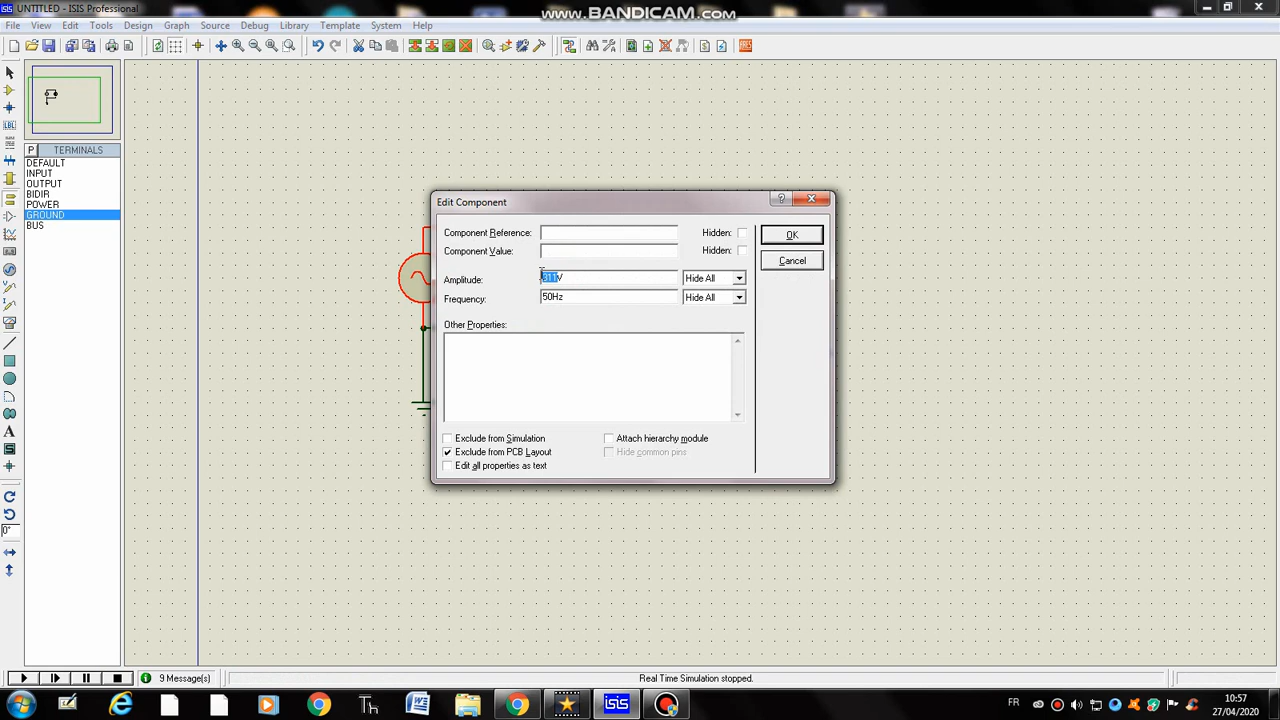 UNTITLED - ISIS Professional
www.BANDICAM.com
File View Edit Tools Design Graph Source Debug Library Template System Help
P TERMINALS
DEFAULT
INPUT
OUTPUT
BIDIR
POWER
GROUND
BUS
Edit Component
Component Reference: Hidden:
OK
Component Value: Hidden:
Cancel
Amplitude: 311V Hide All
Frequency: 50Hz Hide All
Other Properties:
Exclude from Simulation Attach hierarchy module
Exclude from PCB Layout Hide common pins
Edit all properties as text
9 Message(s) Real Time Simulation stopped.
FR 10:57
27/04/2020